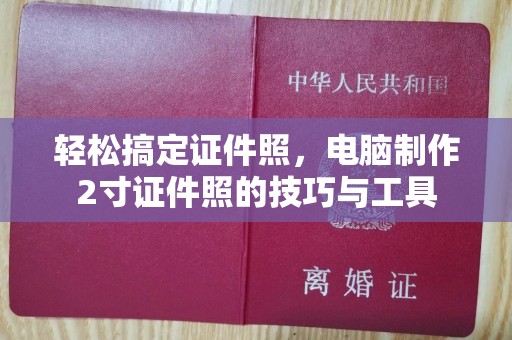 中华人民共和国
轻松搞定证件照，电脑制作
2寸证件照的技巧与工具
离婚证